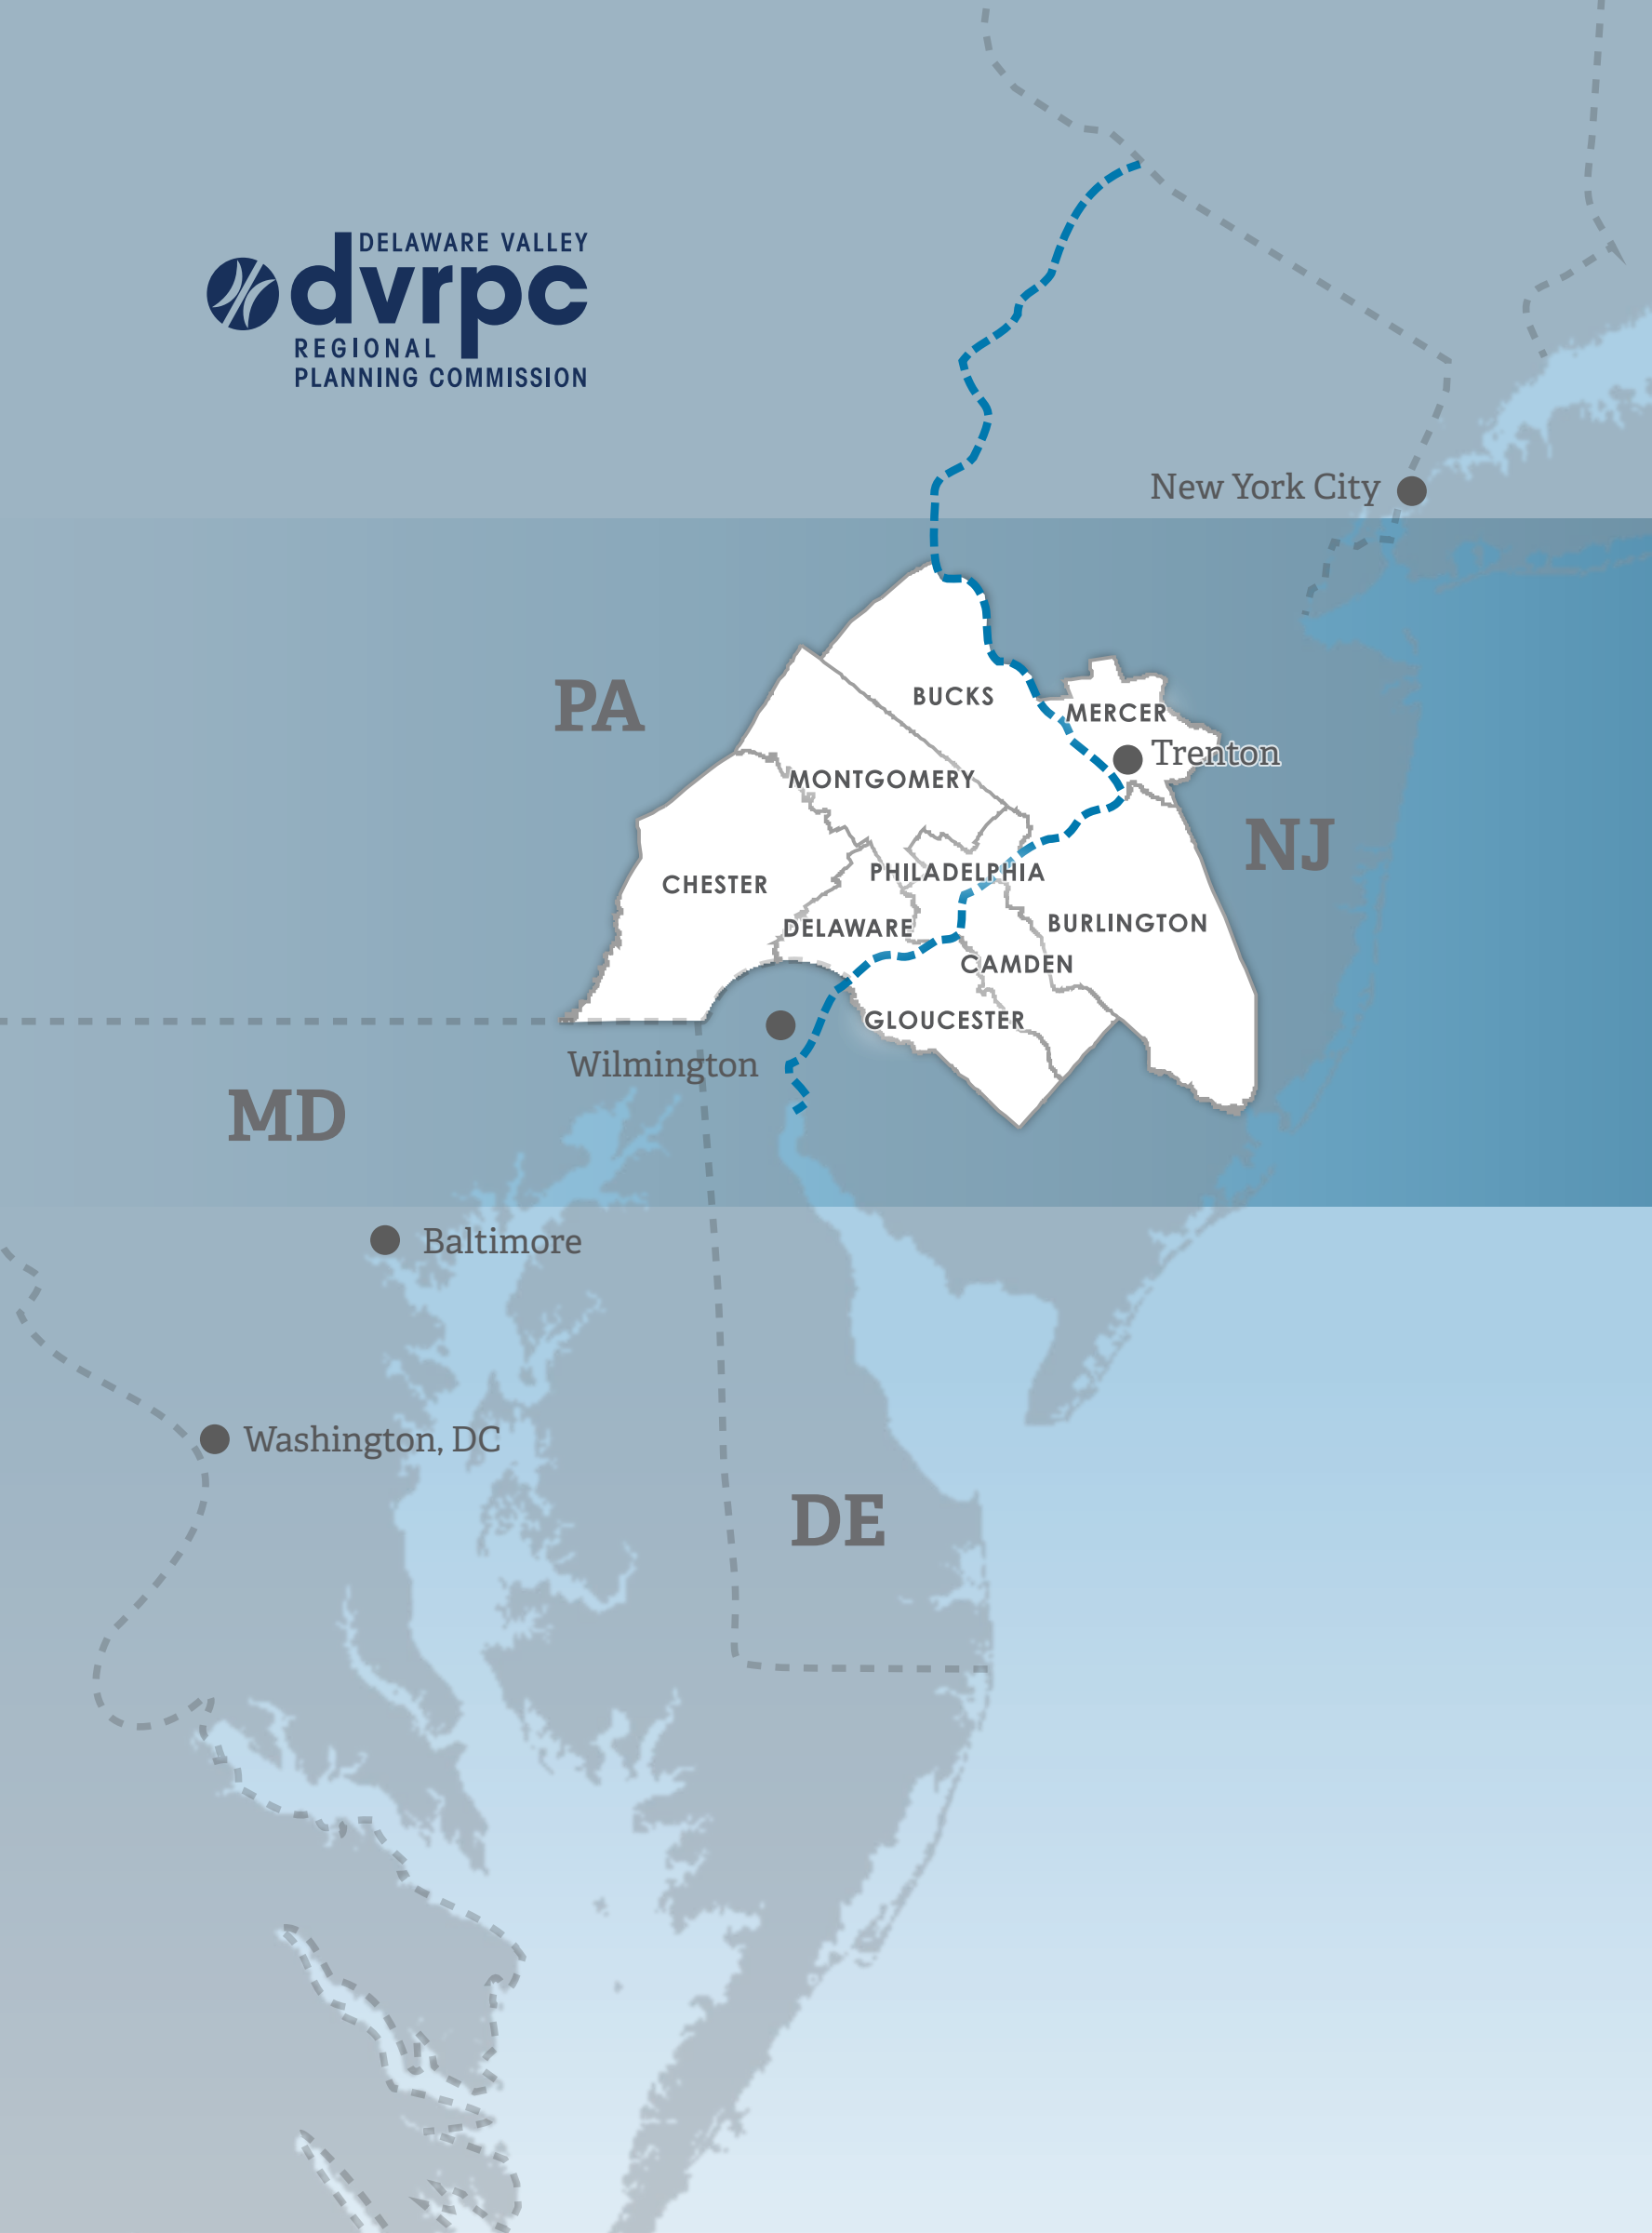 DELAWARE VALLEY
dvrpc
REGIONAL
PLANNING COMMISSION
New York City
PA
BUCKS
MERCER
Trenton
MONTGOMERY
NJ
PHILADELPHIA
CHESTER
BURLINGTON
DELAWARE
CAMDEN
GLOUCESTER
Wilmington
MD
Baltimore
Washington, DC
DE